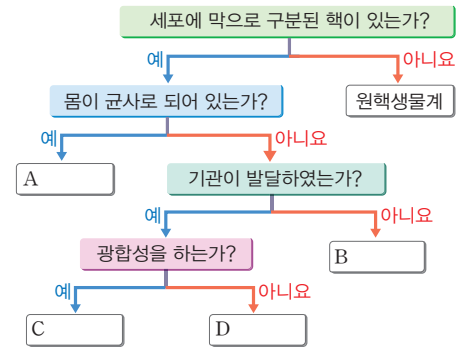 세포에 막으로 구분된 핵이 있는가?
예
아니요
몸이 균사로 되어 있는가?
원핵생물계
예
아니요
A
기관이 발달하였는가?
예
아니요
광합성을 하는가?
B
예
아니요
C
D